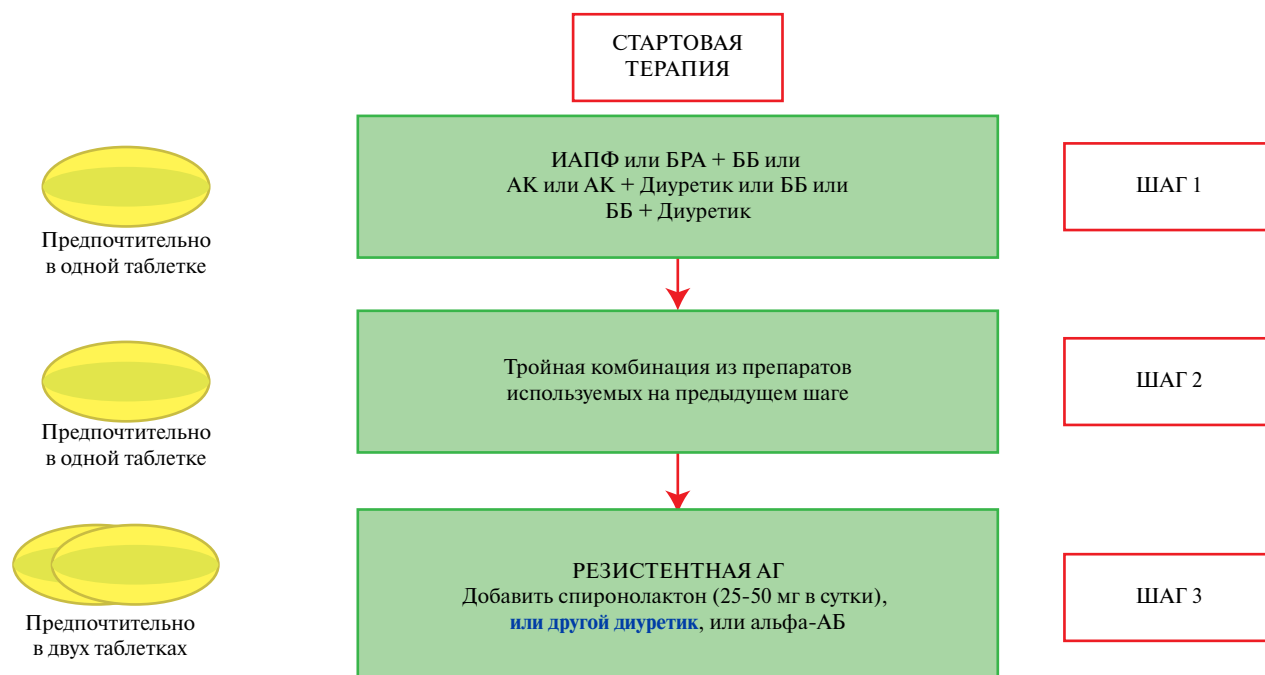 СТАРТОВАЯ
ТЕРАПИЯ
Предпочтительно
в одной таблетке
ИАПФ или БРА + ББ или
АК или АК + Диуретик или ББ или
ББ + Диуретик
ШАГ 1
Предпочтительно
в одной таблетке
Тройная комбинация из препаратов
используемых на предыдущем шаге
ШАГ 2
Предпочтительно
в двух таблетках
РЕЗИСТЕНТНАЯ АГ
Добавить спиронолактон (25-50 мг в сутки),
или другой диуретик, или альфа-АБ
ШАГ 3